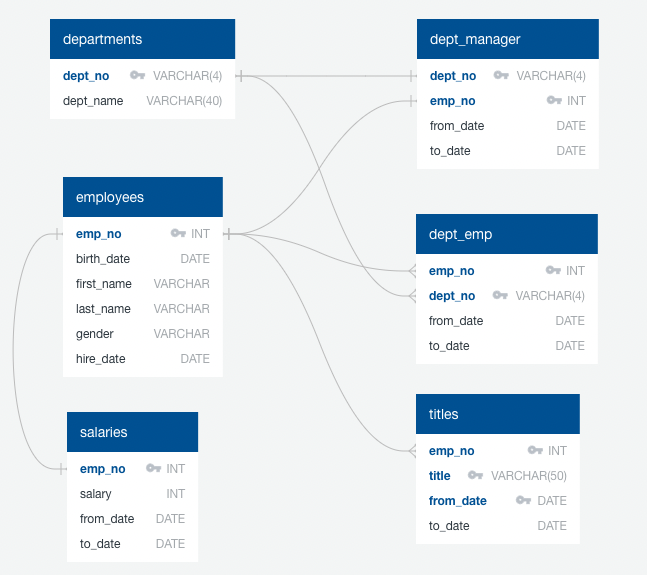 departments
dept_no VARCHAR(4)
dept_name VARCHAR(40)
dept_manager
dept_no VARCHAR(4)
emp_no INT
from_date DATE
to_date DATE
employees
emp_no INT
birth_date DATE
first_name VARCHAR
last_name VARCHAR
gender VARCHAR
hire_date DATE
dept_emp
emp_no INT
dept_no VARCHAR(4)
from_date DATE
to_date DATE
salaries
emp_no INT
salary INT
from_date DATE
to_date DATE
titles
emp_no INT
title VARCHAR(50)
from_date DATE
to_date DATE